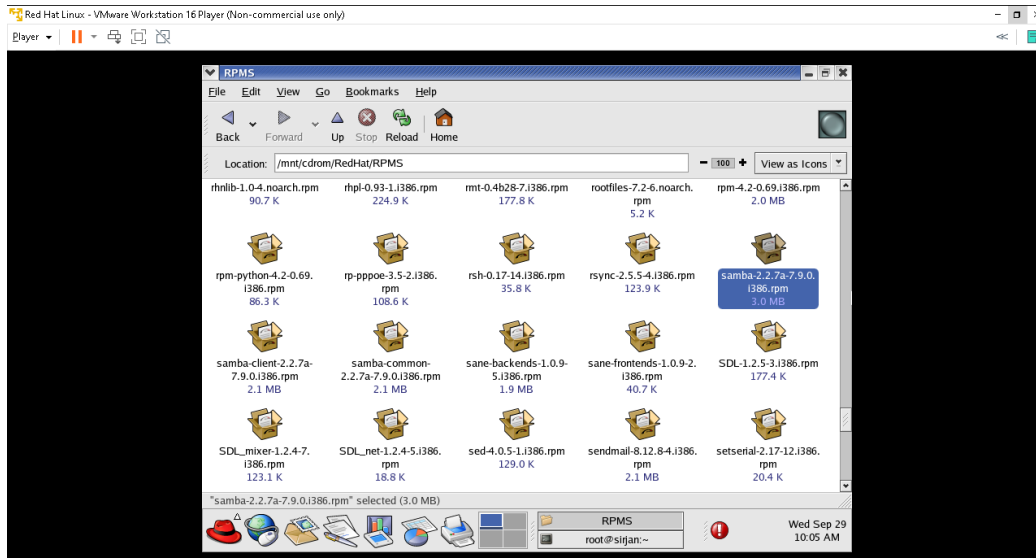 Red Hat Linux - VMware Workstation 16 Player (Non-commercial use only)
Player
RPMS
File Edit View Go Bookmarks Help
Back Forward Up Stop Reload Home
Location: /mnt/cdrom/RedHat/RPMS 100 View as Icons
rhnlib-1.0-4.noarch.rpm
90.7 K
rhpl-0.93-1.i386.rpm
224.9 K
rmt-0.4b28-7.i386.rpm
177.8 K
rootfiles-7.2-6.noarch.
rpm
5.2 K
rpm-4.2-0.69.i386.rpm
2.0 MB
rpm-python-4.2-0.69.
i386.rpm
86.3 K
rp-pppoe-3.5-2.i386.
rpm
108.6 K
rsh-0.17-14.i386.rpm
35.8 K
rsync-2.5.5-4.i386.rpm
123.9 K
samba-2.2.7a-7.9.0.
i386.rpm
3.0 MB
samba-client-2.2.7a-
7.9.0.i386.rpm
2.1 MB
samba-common-
2.2.7a-7.9.0.i386.rpm
2.1 MB
sane-backends-1.0.9-
5.i386.rpm
1.9 MB
sane-frontends-1.0.9-2.
i386.rpm
40.7 K
SDL-1.2.5-3.i386.rpm
177.4 K
SDL_mixer-1.2.4-7.
i386.rpm
123.1 K
SDL_net-1.2.4-5.i386.
rpm
18.8 K
sed-4.0.5-1.i386.rpm
129.0 K
sendmail-8.12.8-4.i386.
rpm
2.1 MB
setserial-2.17-12.i386.
rpm
20.4 K
"samba-2.2.7a-7.9.0.i386.rpm" selected (3.0 MB)
RPMS
root@sirjan:~
Wed Sep 29
10:05 AM